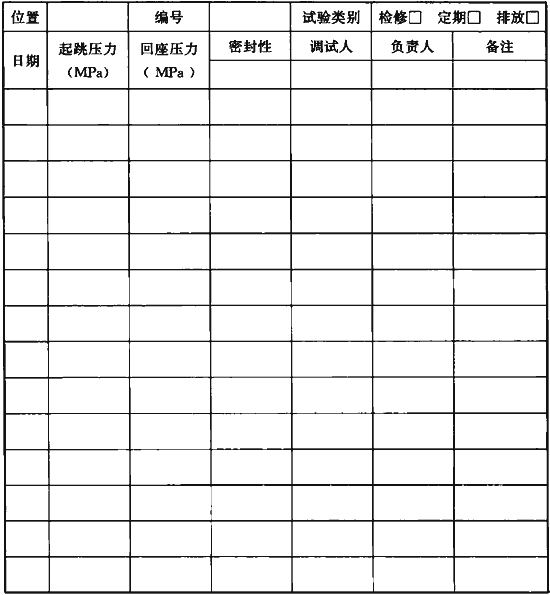 位置 编号 试验类别 检修□ 定期□ 排放□
日期 起跳压力 回座压力 密封性 调试人 负责人 备注
(MPa) (MPa)